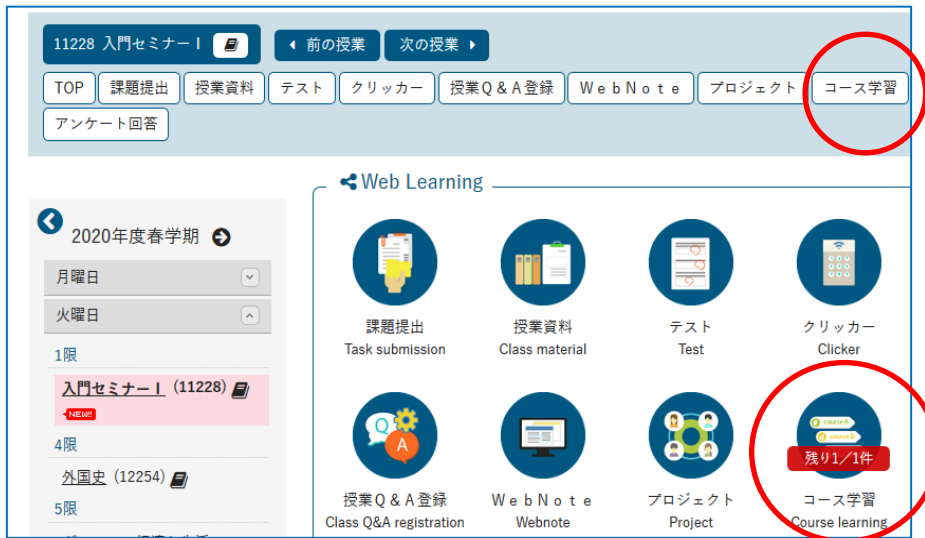 11228 入門セミナーⅠ 前の授業 次の授業
TOP 課題提出 授業資料 テスト クリッカー 授業Q&A登録 WebNote プロジェクト コース学習
アンケート回答
Web Learning
2020年度春学期
月曜日
火曜日
1限
入門セミナーⅠ (11228)
NEW!!
4限
外国史 (12254)
5限
課題提出 授業資料 テスト クリッカー
Task submission Class material Test Clicker
Q A
course A
course B
残り1/1件
授業Q&A登録 WebNote プロジェクト コース学習
Class Q&A registration Webnote Project Course learning